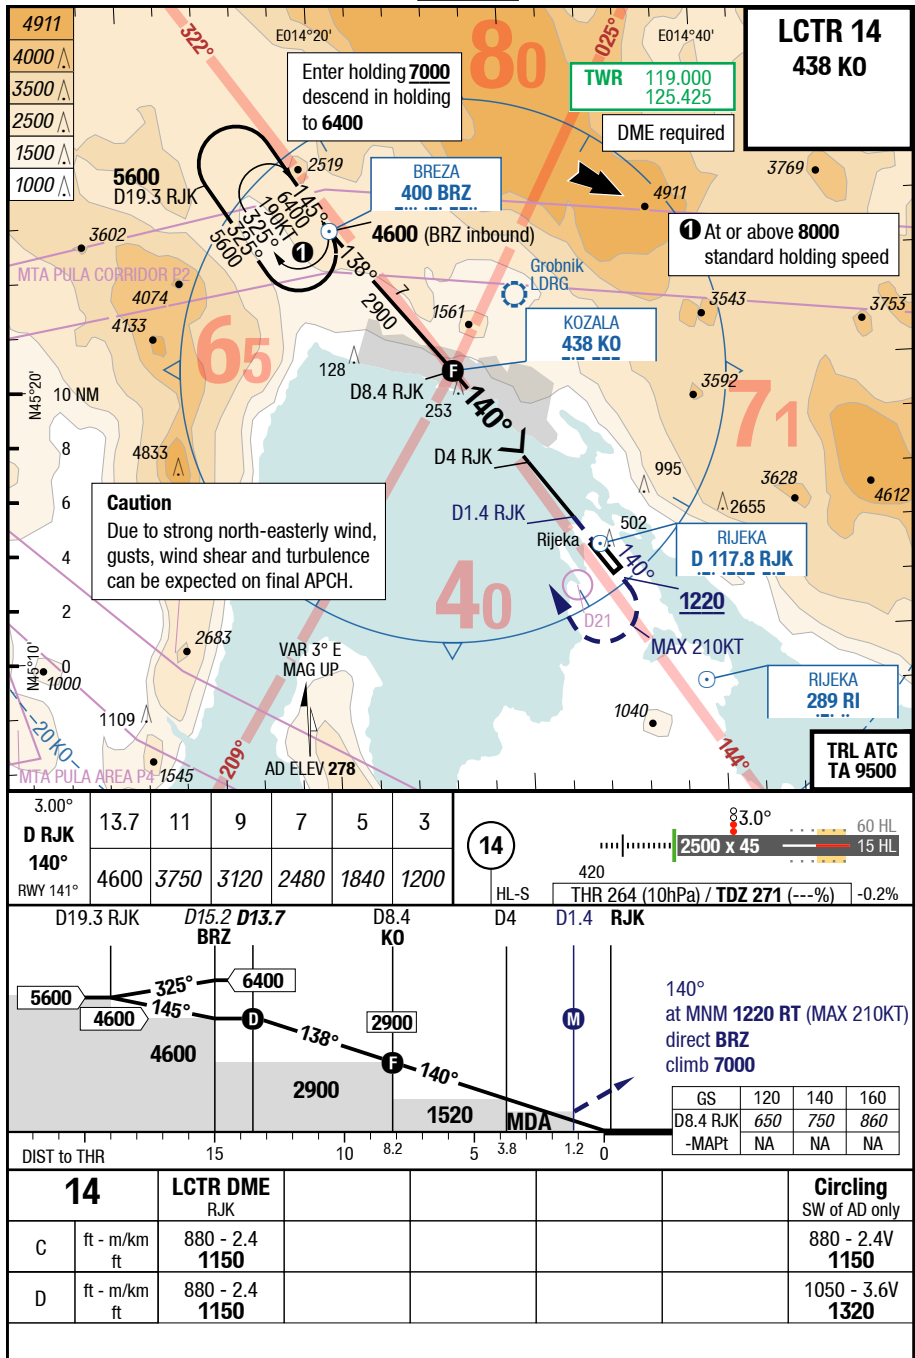 4911
4000
3500
2500
1500
1000
322°
E014°20'
80
025°
E014°40'
LCTR 14
438 KO
Enter holding 7000
descend in holding
to 6400
TWR 119.000
125.425
DME required
2519
3769
5600
D19.3 RJK
BREZA
400 BRZ
4911
145°
6400
190KT
325°
325°
5600
1
4600 (BRZ inbound)
1 At or above 8000
standard holding speed
3602
MTA PULA CORRIDOR P2
138°
7
2900
Grobnik
LDRG
4074
4133
1561
3543
3753
KOZALA
438 KO
65
128
F
D8.4 RJK
253
140°
3592
71
N45°20'
10 NM
8
6
4
2
0
4833
D4 RJK
995
3628
4612
2655
D1.4 RJK
502
Caution
Due to strong north-easterly wind,
gusts, wind shear and turbulence
can be expected on final APCH.
Rijeka
RIJEKA
D 117.8 RJK
140°
40
D21
1220
MAX 210KT
2683
N45°10'
1000
VAR 3° E
MAG UP
RIJEKA
289 RI
1109
1040
20 KO
209°
144°
AD ELEV 278
MTA PULA AREA P4
1545
TRL ATC
TA 9500
3.00°
D RJK
140°
RWY 141°
13.7 11 9 7 5 3
4600 3750 3120 2480 1840 1200
14
HL-S
3.0°
2500 x 45
60 HL
15 HL
420
THR 264 (10hPa) / TDZ 271 (---%)
-0.2%
D19.3 RJK D15.2 D13.7 D8.4 D4 D1.4 RJK
BRZ KO
5600
325°
6400
145°
4600
D
138°
2900
F
140°
M
4600
2900
1520
MDA
140°
at MNM 1220 RT (MAX 210KT)
direct BRZ
climb 7000
GS 120 140 160
D8.4 RJK 650 750 860
-MAPt NA NA NA
DIST to THR 15 10 8.2 5 3.8 1.2 0
14 LCTR DME Circling
RJK SW of AD only
C ft - m/km 880 - 2.4 880 - 2.4V
ft 1150 1150
D ft - m/km 880 - 2.4 1050 - 3.6V
ft 1150 1320